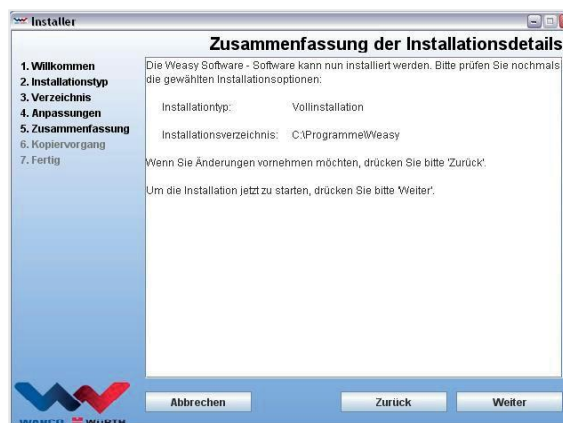 Installer
Zusammenfassung der Installationsdetails
1. Willkommen
2. Installationstyp
3. Verzeichnis
4. Anpassungen
5. Zusammenfassung
6. Kopiervorgang
7. Fertig
Die Weasy Software - Software kann nun installiert werden. Bitte prüfen Sie nochmals
die gewählten Installationsoptionen:
Installationtyp: Vollinstallation
Installationsverzeichnis: C:\Programme\Weasy
Wenn Sie Änderungen vornehmen möchten, drücken Sie bitte 'Zurück'.
Um die Installation jetzt zu starten, drücken Sie bitte 'Weiter'.
Abbrechen
Zurück
Weiter
WÜRTH